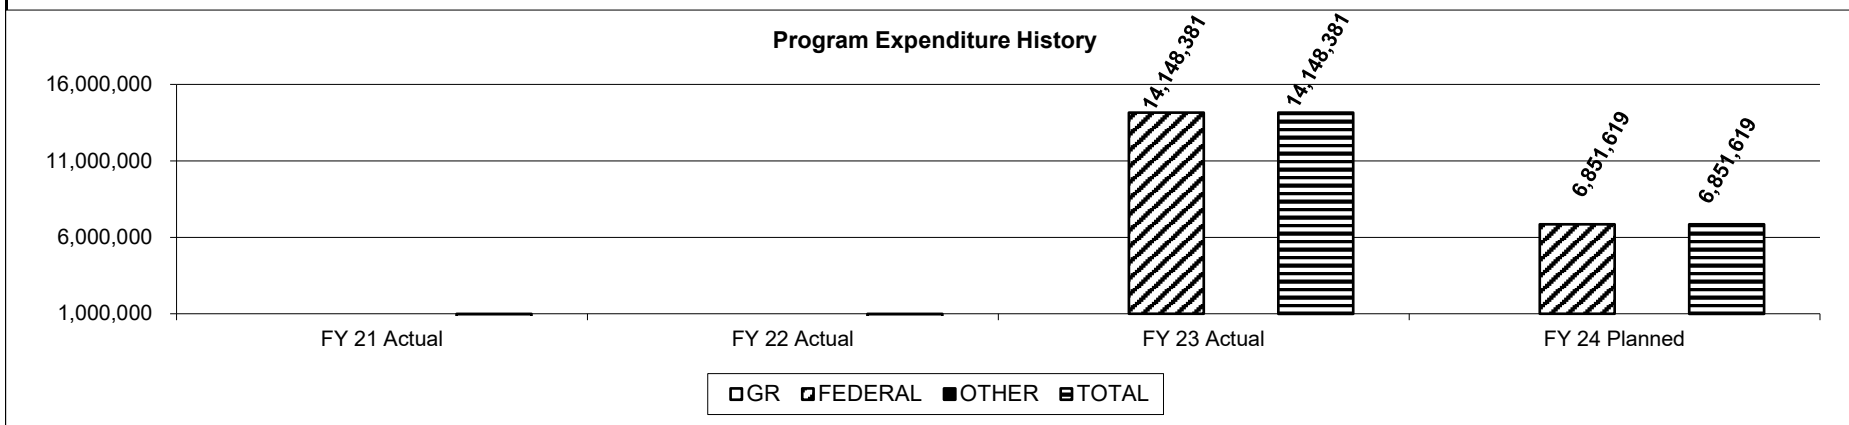 Program Expenditure History
14,148,381
14,148,381
6,851,619
6,851,619
16,000,000
11,000,000
6,000,000
1,000,000
FY 21 Actual FY 22 Actual FY 23 Actual FY 24 Planned
GR FEDERAL OTHER TOTAL